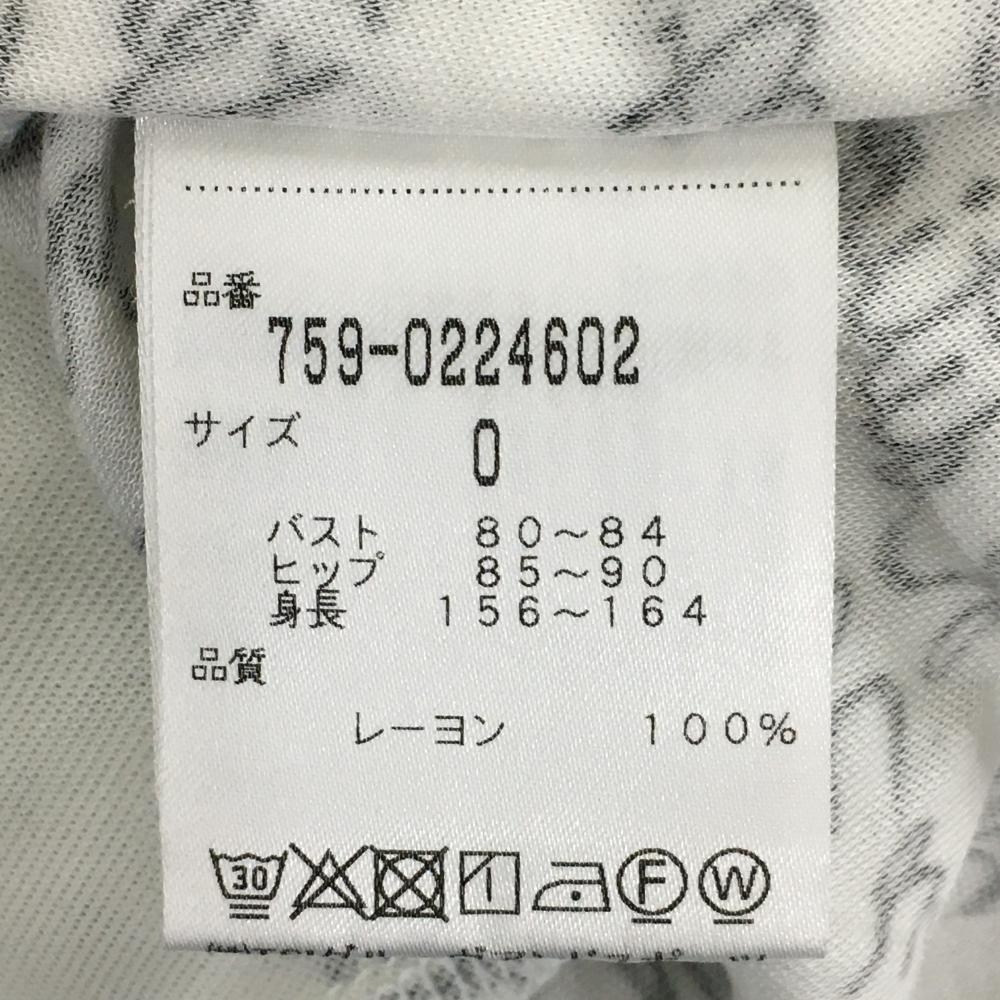 品番
759-0224602
サイズ
0
バスト 80~84
ヒップ 85~90
身長 156~164
品質
レーヨン 100%
30 F W